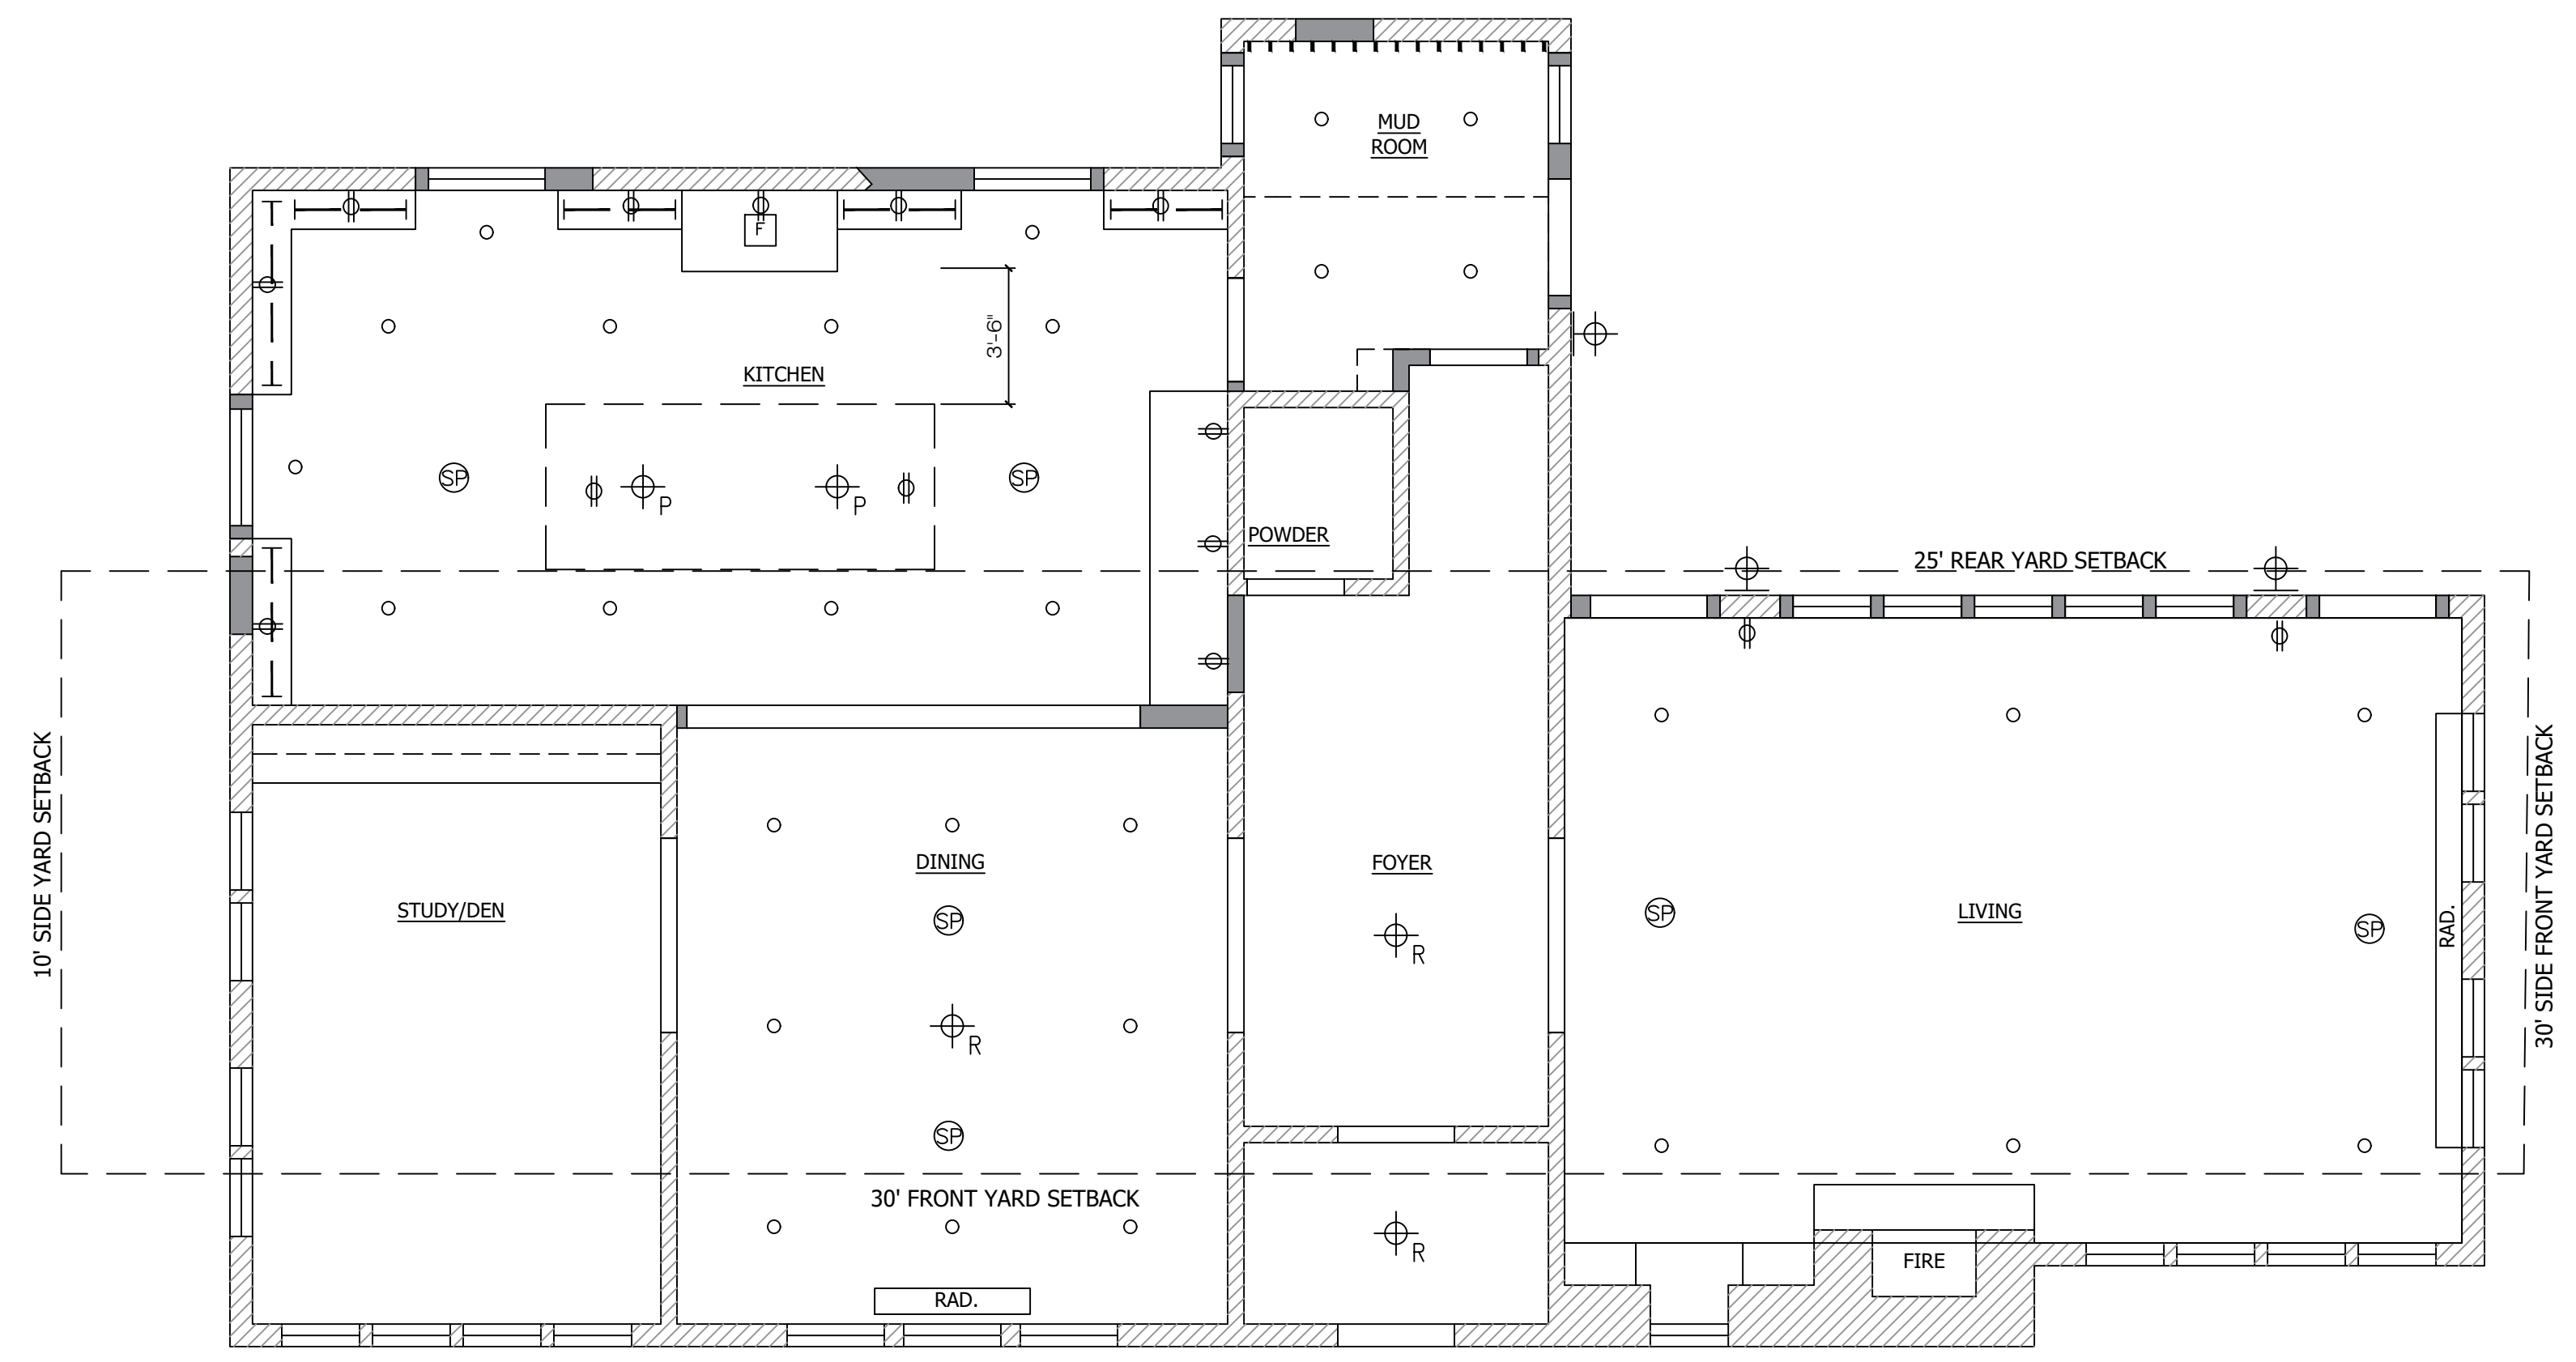 MUD
ROOM
F
3'-6"
KITCHEN
SP
SP
P
P
POWDER
25' REAR YARD SETBACK
10' SIDE YARD SETBACK
30' SIDE FRONT YARD SETBACK
DINING
FOYER
STUDY/DEN
LIVING
SP
SP
SP
RAD.
R
R
SP
30' FRONT YARD SETBACK
R
FIRE
RAD.